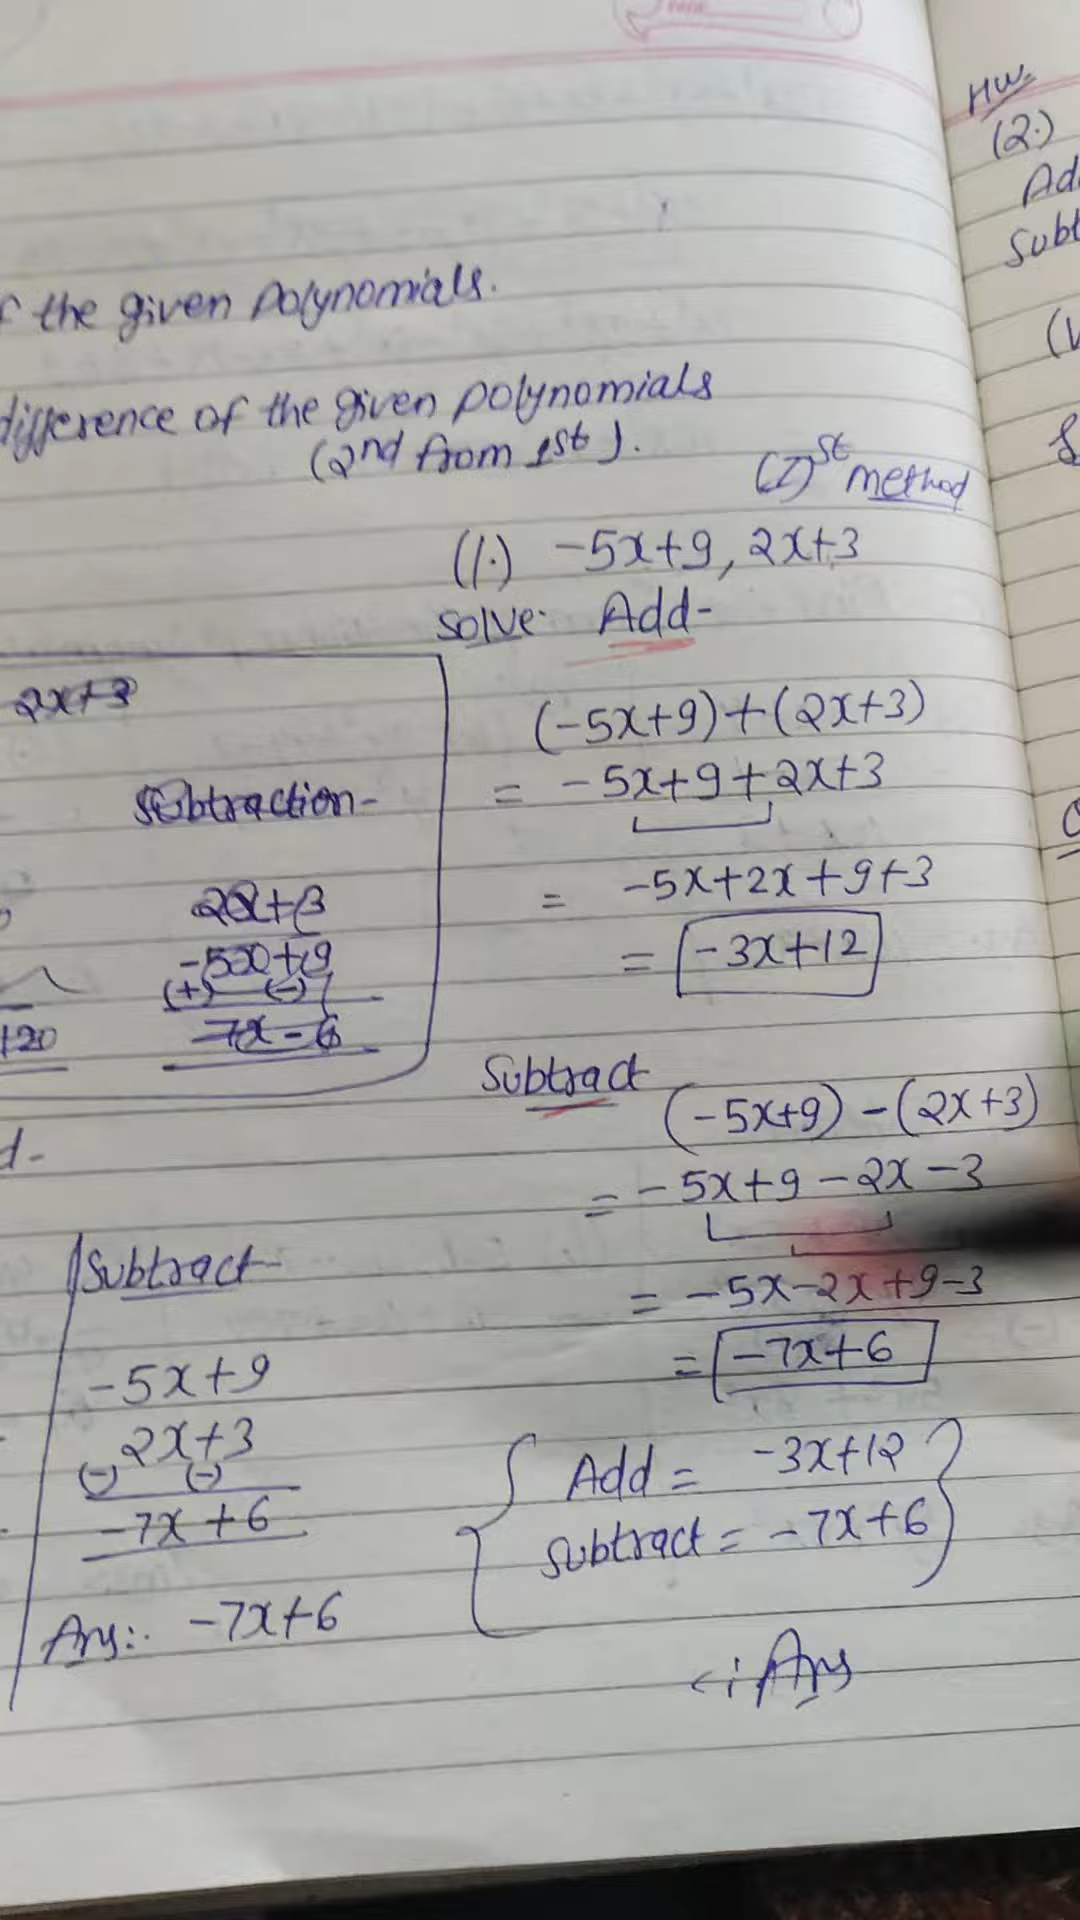 HW.
(2.)
Ad
Subt
f the given polynomials.
difference of the given polynomials
(2nd from 1st).
(I)st method
(1.) -5x+9, 2x+3
Solve: Add-
(-5x+9)+(2x+3)
= -5x+9+2x+3
= -5x+2x+9+3
= -3x+12
Subtract
(-5x+9)-(2x+3)
= -5x+9-2x-3
= -5x-2x+9-3
= -7x+6
Add = -3x+12
Subtract = -7x+6
Ans
2x+3
Subtraction-
2x+3
-5x+9
(+) (-)
7x-6
+20
d-
Subtract
-5x+9
2x+3
(-) (-)
-7x+6
Ans:. -7x+6